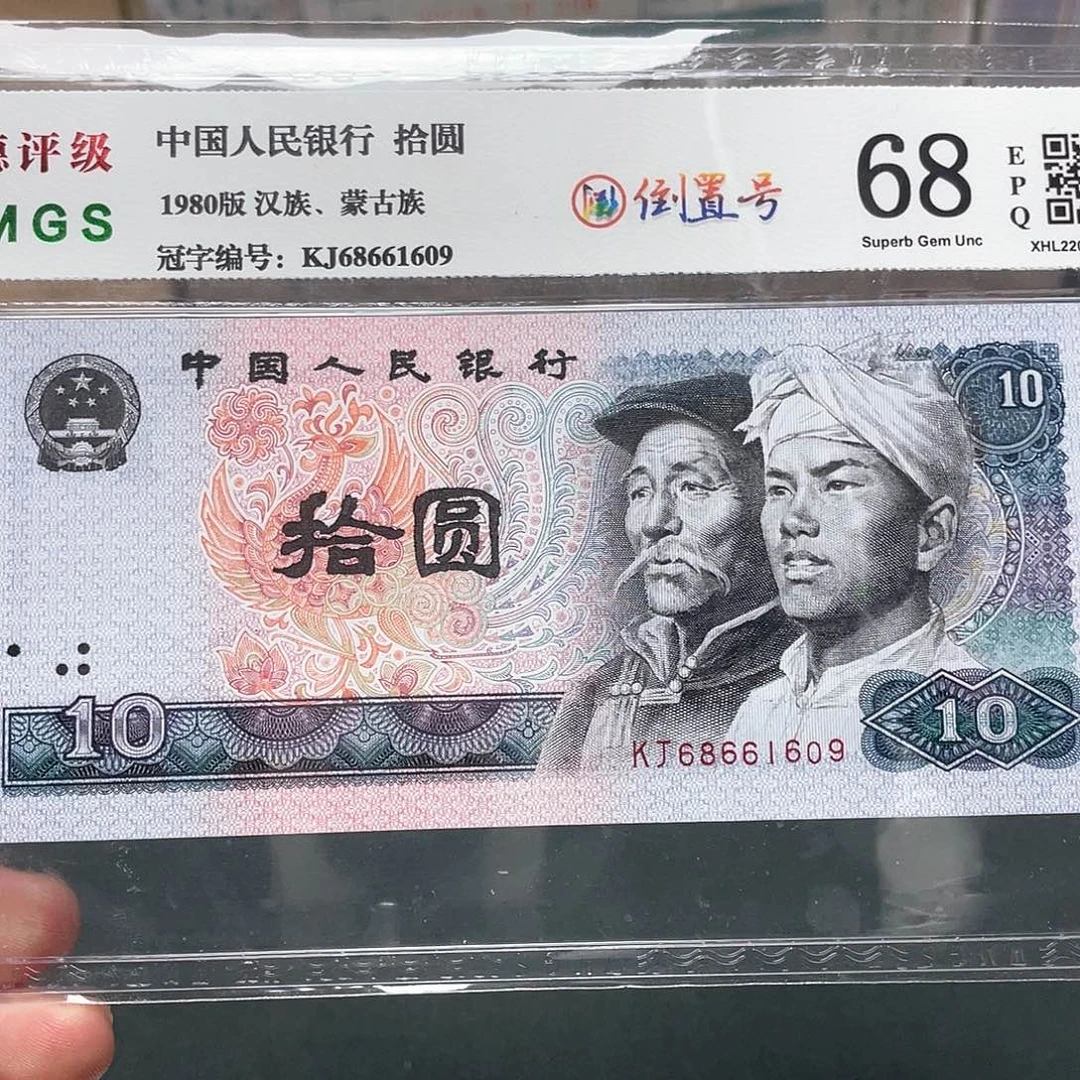 评级
MGS
中国人民银行 拾圆
1980版 汉族、蒙古族
冠字编号：KJ68661609
倒置号
68
Superb Gem Unc
EPQ
XHL220
中国人民银行
10
拾圆
10
10
KJ68661609